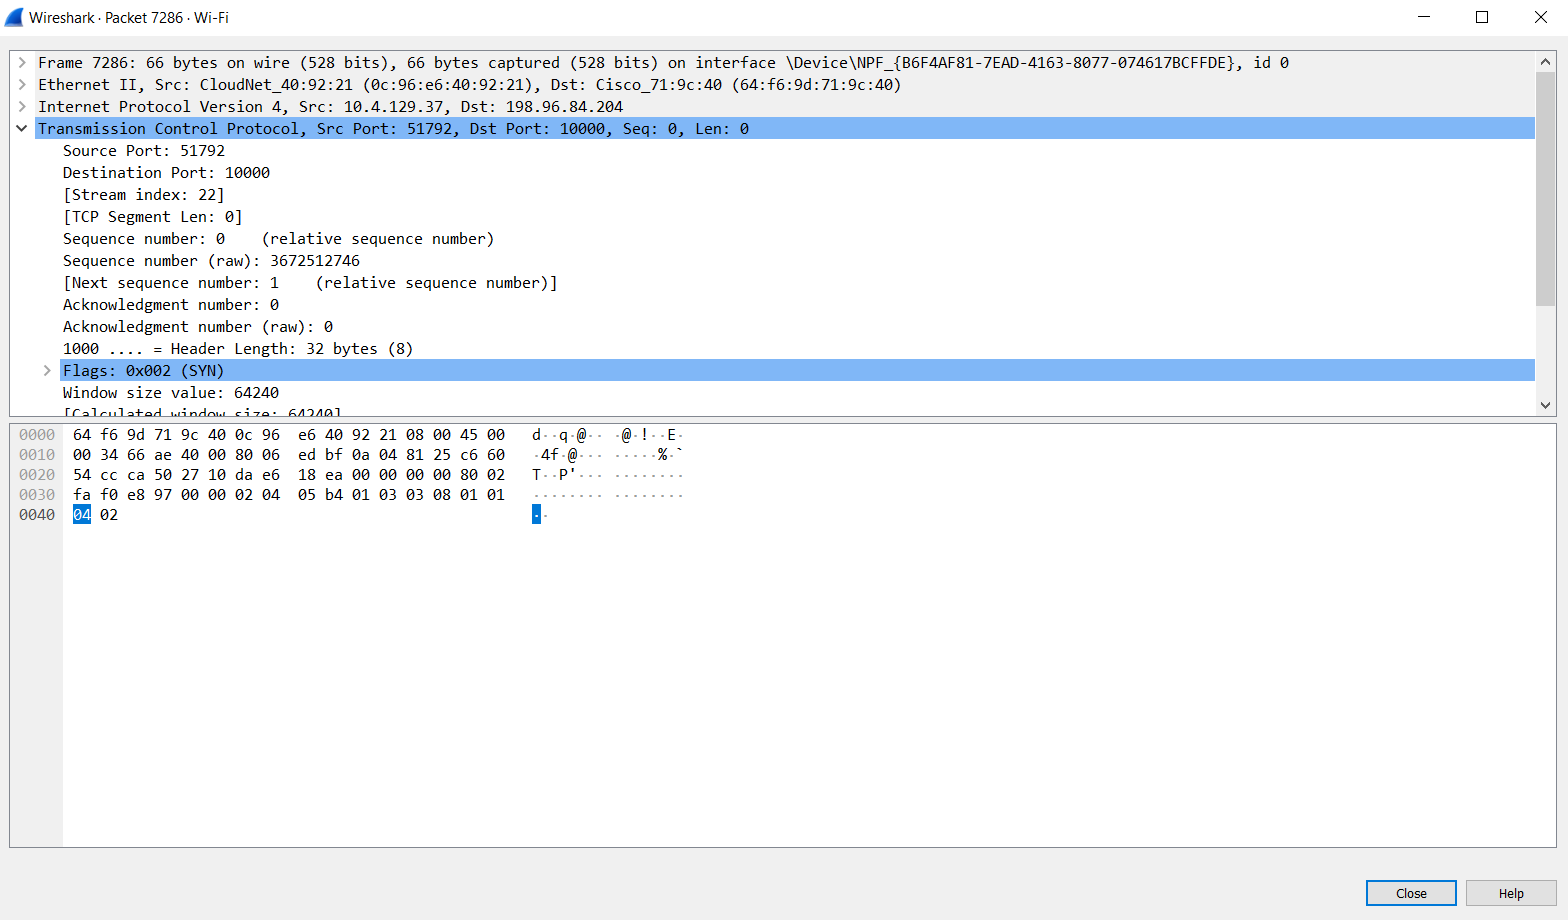 Wireshark · Packet 7286 · Wi-Fi
Frame 7286: 66 bytes on wire (528 bits), 66 bytes captured (528 bits) on interface \Device\NPF_{B6F4AF81-7EAD-4163-8077-074617BCFFDE}, id 0
Ethernet II, Src: CloudNet_40:92:21 (0c:96:e6:40:92:21), Dst: Cisco_71:9c:40 (64:f6:9d:71:9c:40)
Internet Protocol Version 4, Src: 10.4.129.37, Dst: 198.96.84.204
Transmission Control Protocol, Src Port: 51792, Dst Port: 10000, Seq: 0, Len: 0
Source Port: 51792
Destination Port: 10000
[Stream index: 22]
[TCP Segment Len: 0]
Sequence number: 0    (relative sequence number)
Sequence number (raw): 3672512746
[Next sequence number: 1    (relative sequence number)]
Acknowledgment number: 0
Acknowledgment number (raw): 0
1000 .... = Header Length: 32 bytes (8)
Flags: 0x002 (SYN)
Window size value: 64240
[Calculated window size: 64240]
0000 64 f6 9d 71 9c 40 0c 96  e6 40 92 21 08 00 45 00   d··q·@·· ·@·!··E·
0010 00 34 66 ae 40 00 80 06  ed bf 0a 04 81 25 c6 60   ·4f·@··· ·····%·`
0020 54 cc ca 50 27 10 da e6  18 ea 00 00 00 00 80 02   T··P'··· ········
0030 fa f0 e8 97 00 00 02 04  05 b4 01 03 03 08 01 01   ········ ········
0040 04 02   ··
Close Help